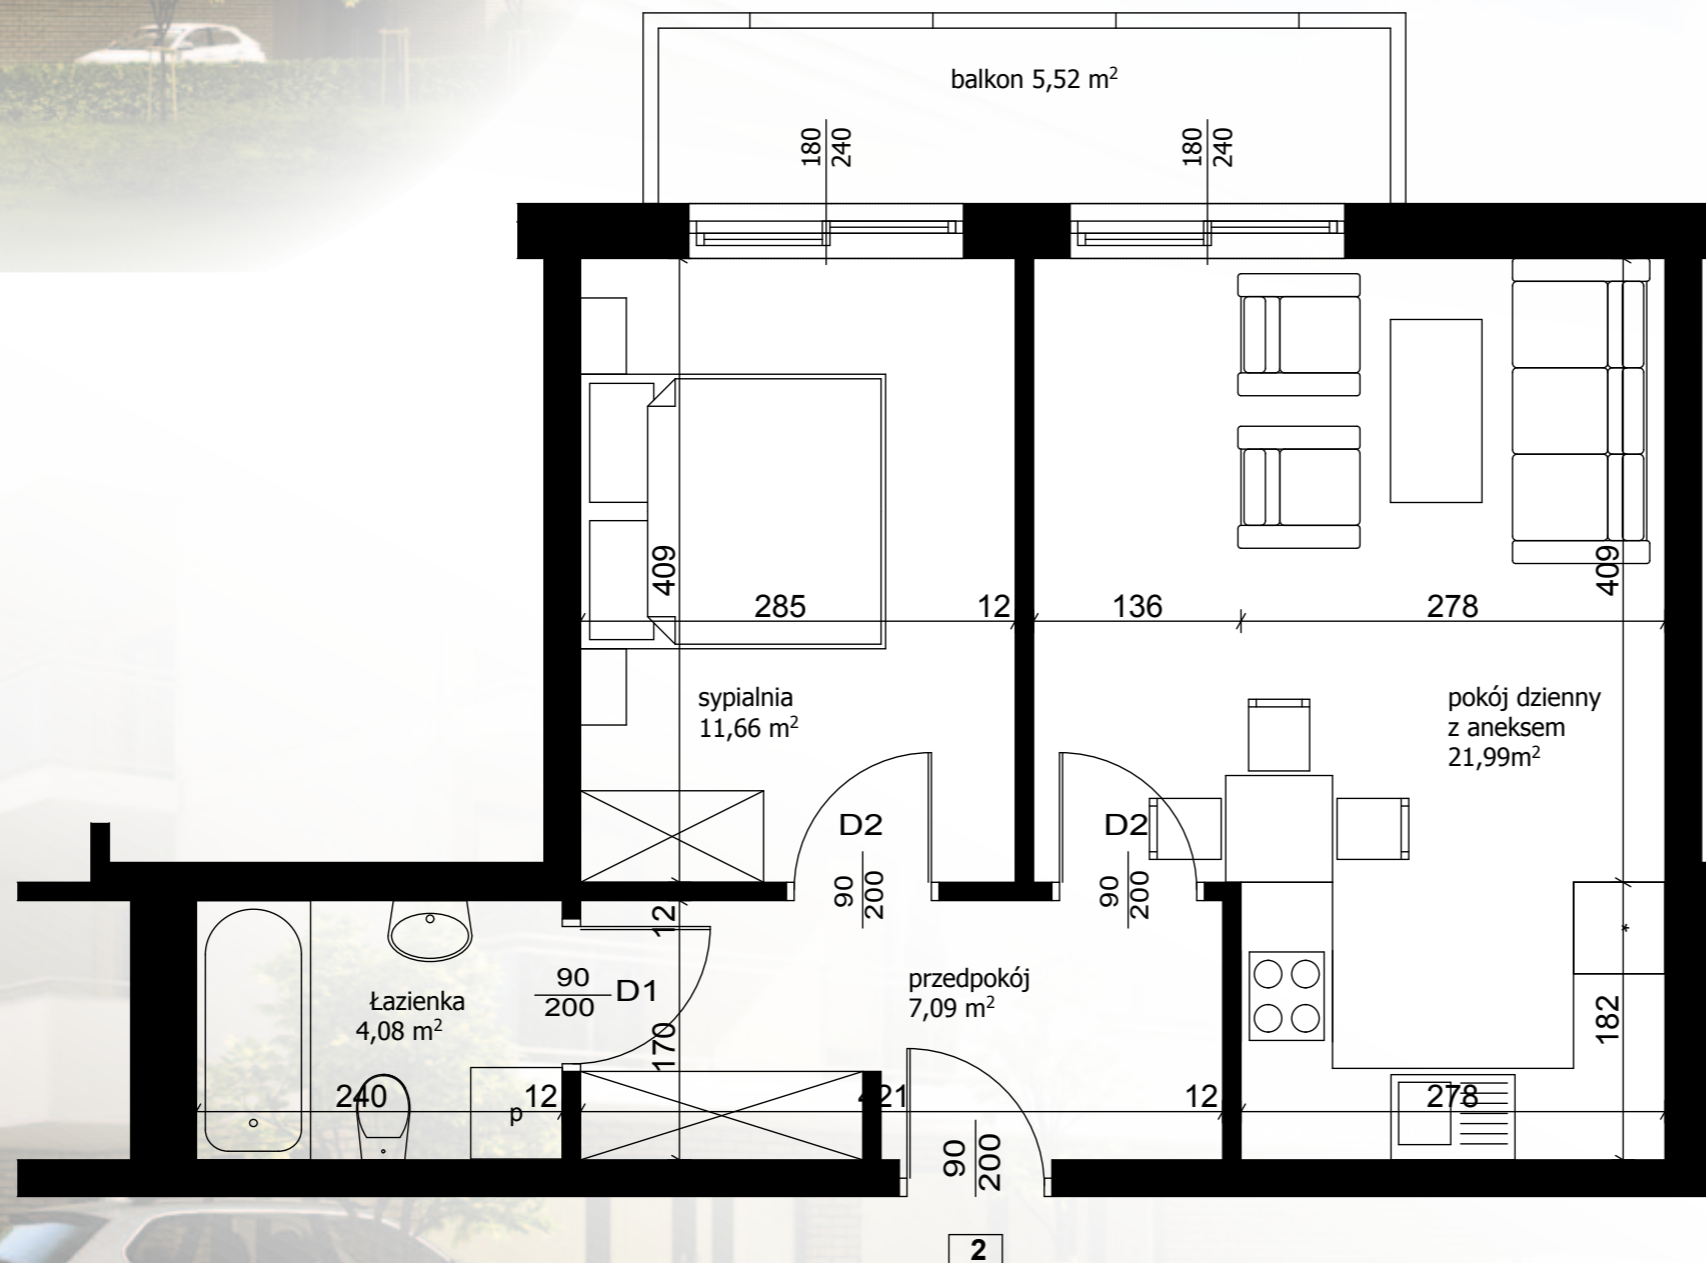 balkon 5,52 m²
180
240
180
240
409
285
12
136
278
409
sypialnia
11,66 m²
pokój dzienny
z aneksem
21,99m²
D2
90
200
D2
90
200
12
90
200
D1
Łazienka
4,08 m²
przedpokój
7,09 m²
170
182
*
240
12
p
421
12
278
90
200
2